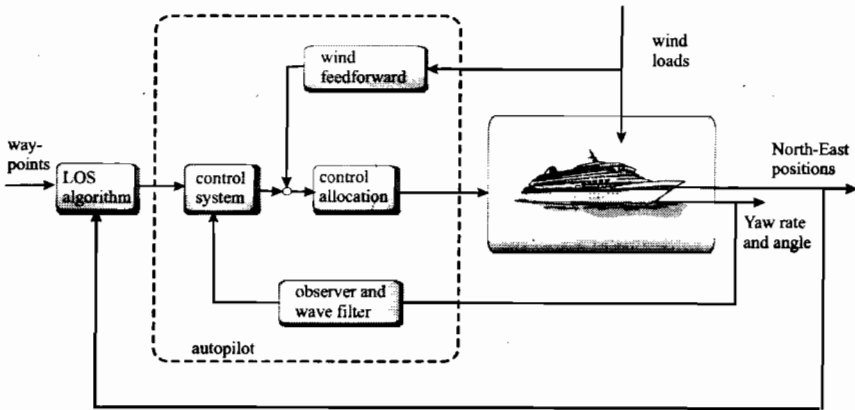 wind
feedforward
wind
loads
way-
points
LOS
algorithm
control
system
control
allocation
North-East
positions
Yaw rate
and angle
observer and
wave filter
autopilot